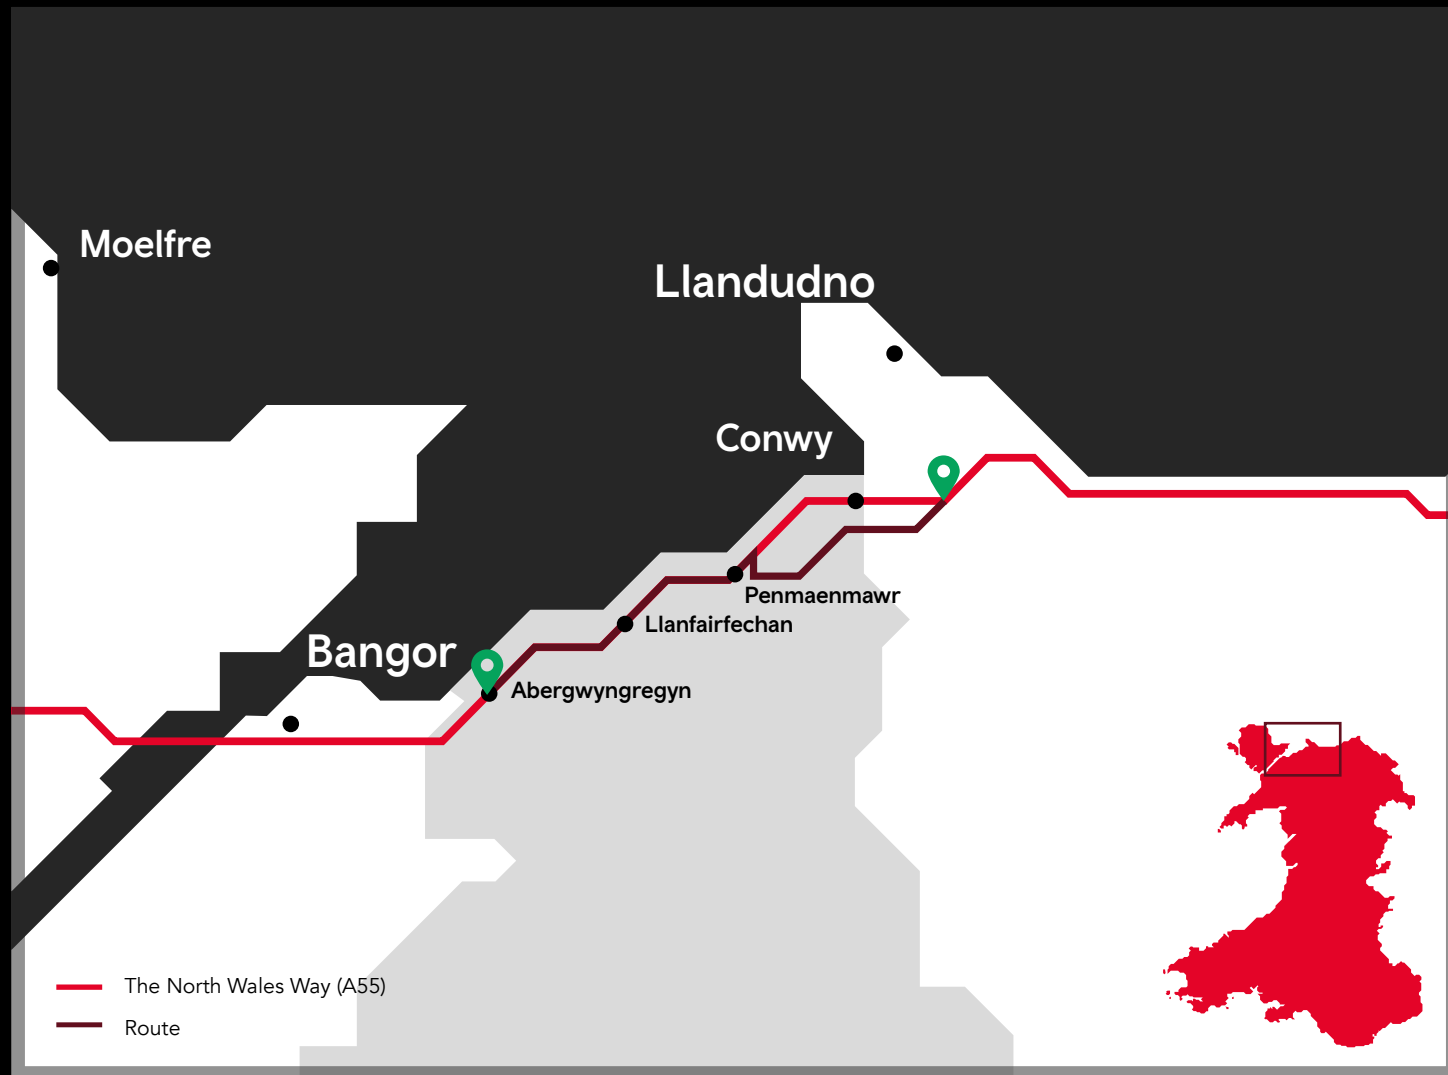 Moelfre
Llandudno
Conwy
Penmaenmawr
Llanfairfechan
Bangor
Abergwyngregyn
The North Wales Way (A55)
Route